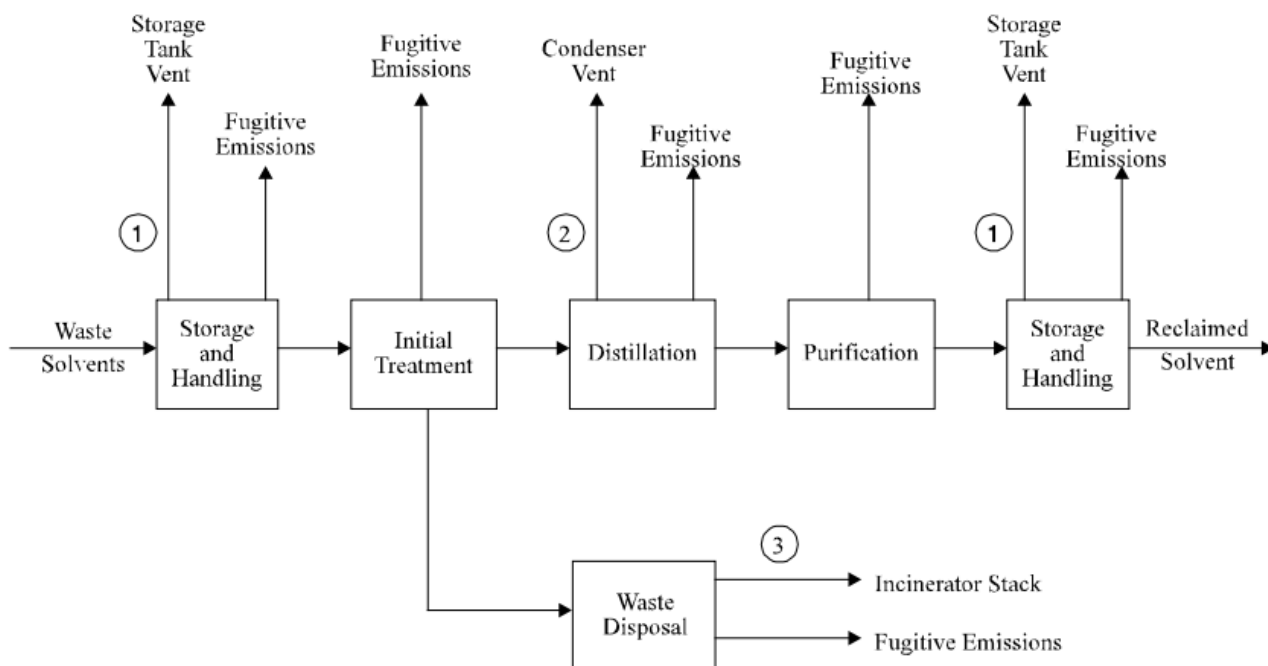 Storage
Tank
Vent
Fugitive
Emissions
Fugitive
Emissions
Condenser
Vent
Fugitive
Emissions
Fugitive
Emissions
Storage
Tank
Vent
Fugitive
Emissions
1
2
1
Waste
Solvents
Storage
and
Handling
Initial
Treatment
Distillation
Purification
Storage
and
Handling
Reclaimed
Solvent
3
Waste
Disposal
Incinerator Stack
Fugitive Emissions